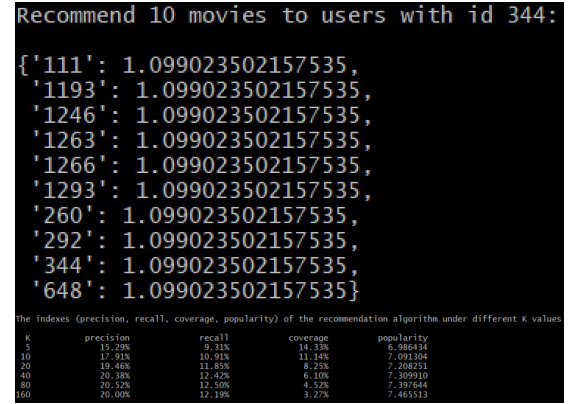 Recommend 10 movies to users with id 344:
{'111': 1.099023502157535,
'1193': 1.099023502157535,
'1246': 1.099023502157535,
'1263': 1.099023502157535,
'1266': 1.099023502157535,
'1293': 1.099023502157535,
'260': 1.099023502157535,
'292': 1.099023502157535,
'344': 1.099023502157535,
'648': 1.099023502157535}
The indexes (precision, recall, coverage, popularity) of the recommendation algorithm under different K values
K precision recall coverage popularity
5 15.29% 9.31% 14.33% 6.986434
10 17.91% 10.91% 11.14% 7.091304
20 19.46% 11.85% 8.25% 7.208251
40 20.38% 12.42% 6.10% 7.309910
80 20.52% 12.50% 4.52% 7.397644
160 20.00% 12.19% 3.27% 7.465513